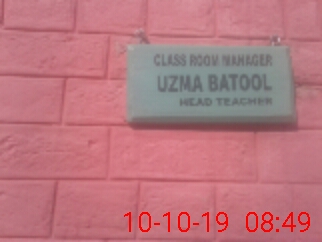 CLASS ROOM MANAGER
UZMA BATOOL
HEAD TEACHER
10-10-19 08:49